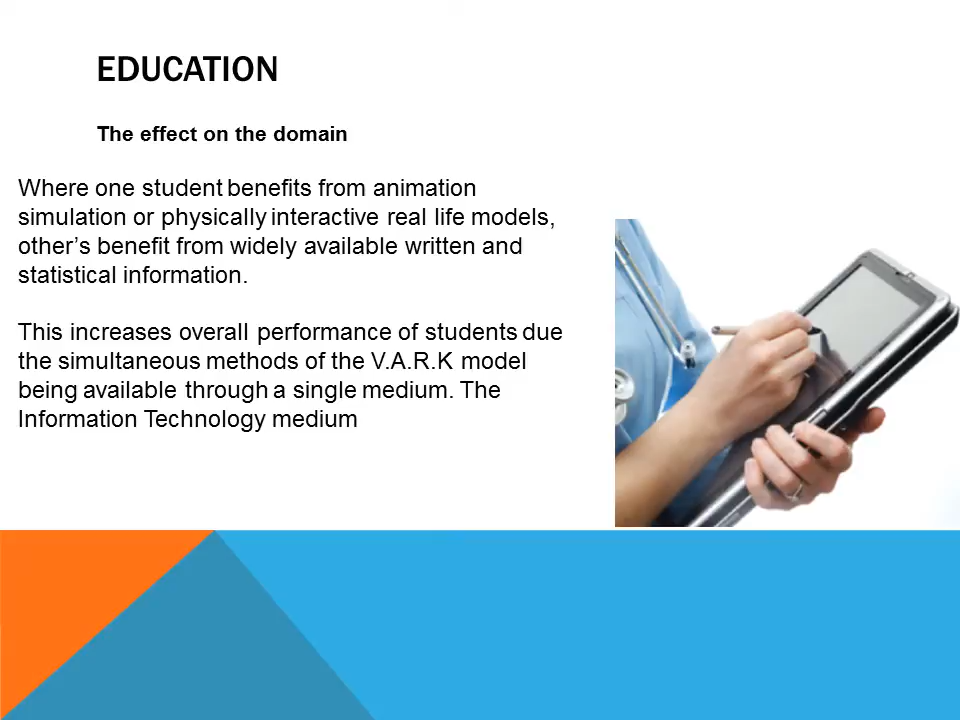 EDUCATION
The effect on the domain
Where one student benefits from animation
simulation or physically interactive real life models,
other's benefit from widely available written and
statistical information.
This increases overall performance of students due
the simultaneous methods of the V.A.R.K model
being available through a single medium. The
Information Technology medium